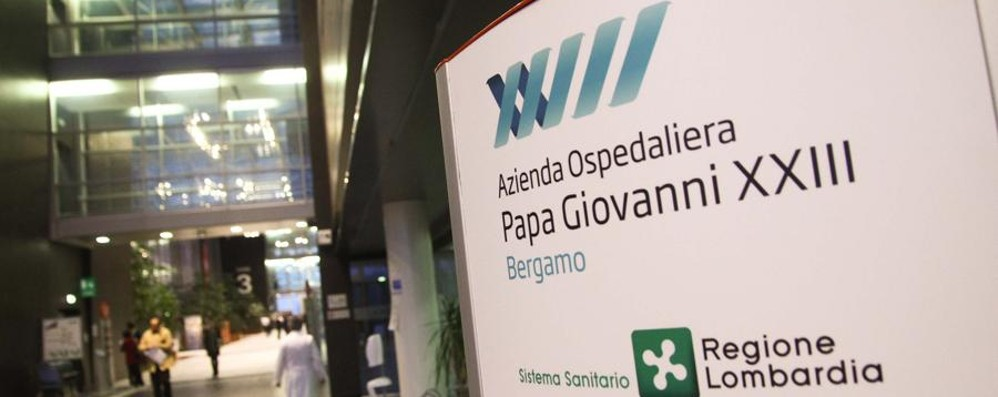 XXIII
Azienda Ospedaliera
Papa Giovanni XXIII
Bergamo
Sistema Sanitario
Regione
Lombardia
3